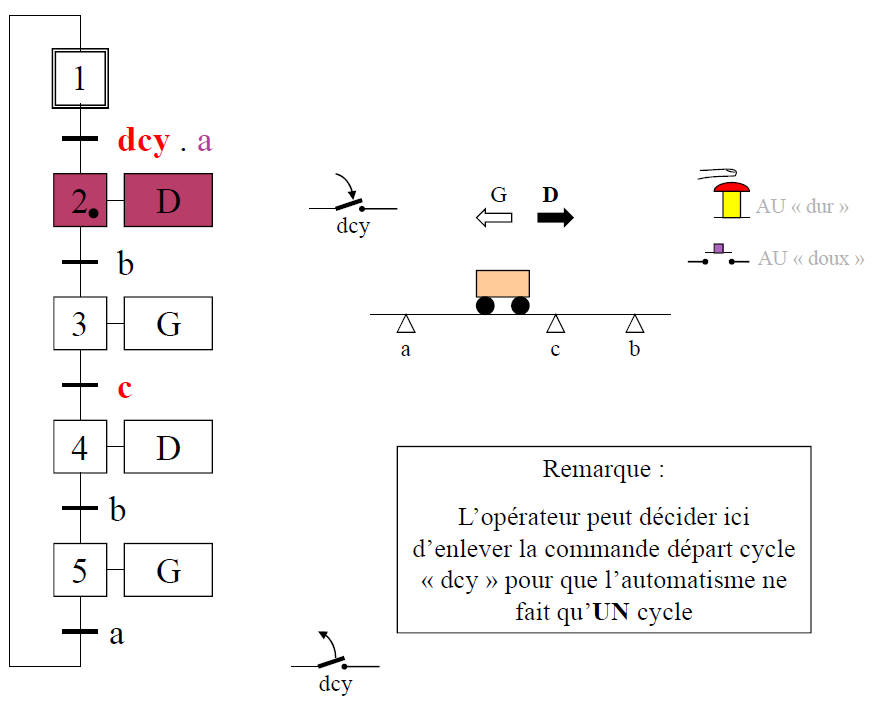 1
dcy . a
2
D
b
3
G
c
4
D
b
5
G
a
dcy
G
D
a
c
b
AU « dur »
AU « doux »
Remarque :
L’opérateur peut décider ici
d’enlever la commande départ cycle
« dcy » pour que l’automatisme ne
fait qu’UN cycle
dcy